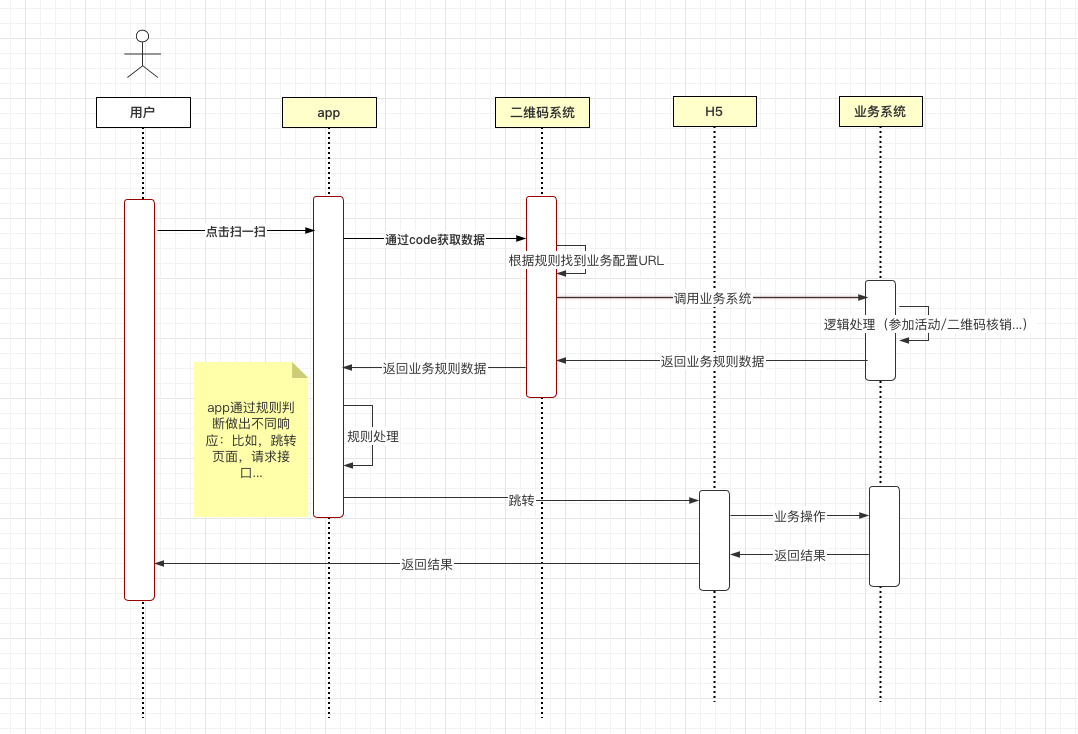 用户
app
二维码系统
H5
业务系统
点击扫一扫
通过code获取数据
根据规则找到业务配置URL
调用业务系统
逻辑处理（参加活动/二维码核销...）
返回业务规则数据
返回业务规则数据
app通过规则判
断做出不同响
应：比如，跳转
页面，请求接
口...
规则处理
跳转
业务操作
返回结果
返回结果